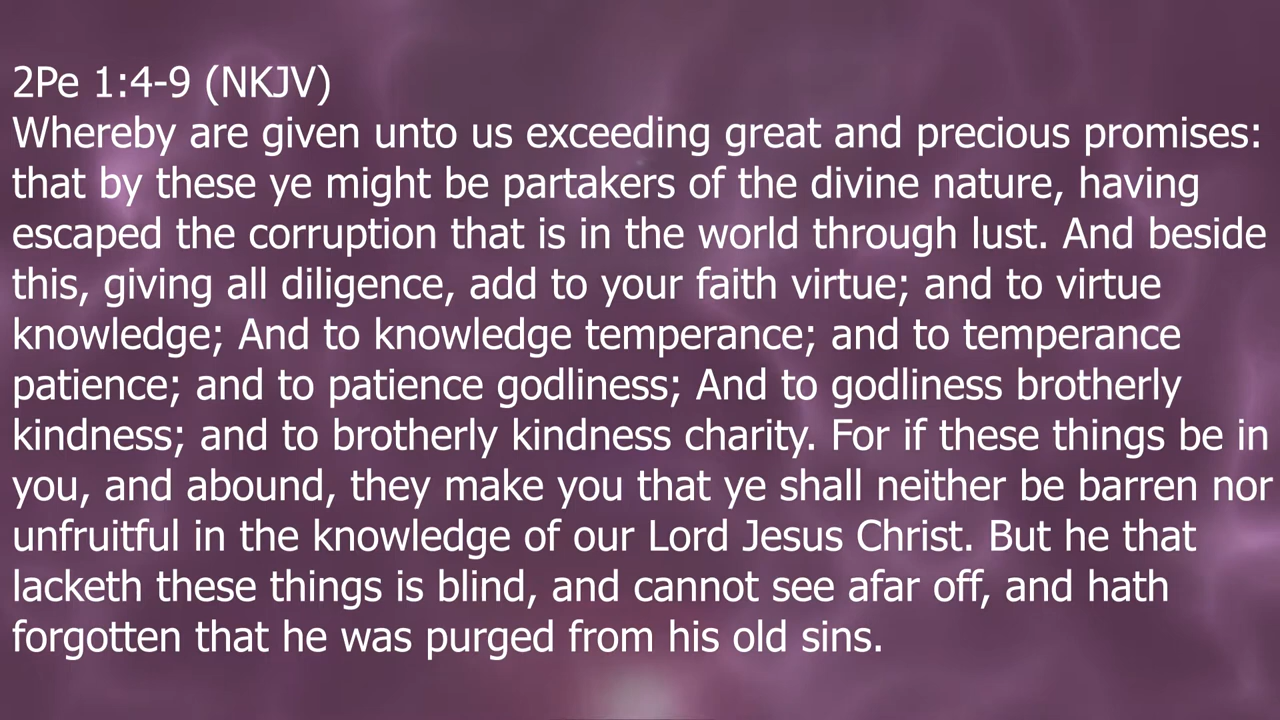 2Pe 1:4-9 (NKJV)
Whereby are given unto us exceeding great and precious promises:
that by these ye might be partakers of the divine nature, having
escaped the corruption that is in the world through lust. And beside
this, giving all diligence, add to your faith virtue; and to virtue
knowledge; And to knowledge temperance; and to temperance
patience; and to patience godliness; And to godliness brotherly
kindness; and to brotherly kindness charity. For if these things be in
you, and abound, they make you that ye shall neither be barren nor
unfruitful in the knowledge of our Lord Jesus Christ. But he that
lacketh these things is blind, and cannot see afar off, and hath
forgotten that he was purged from his old sins.